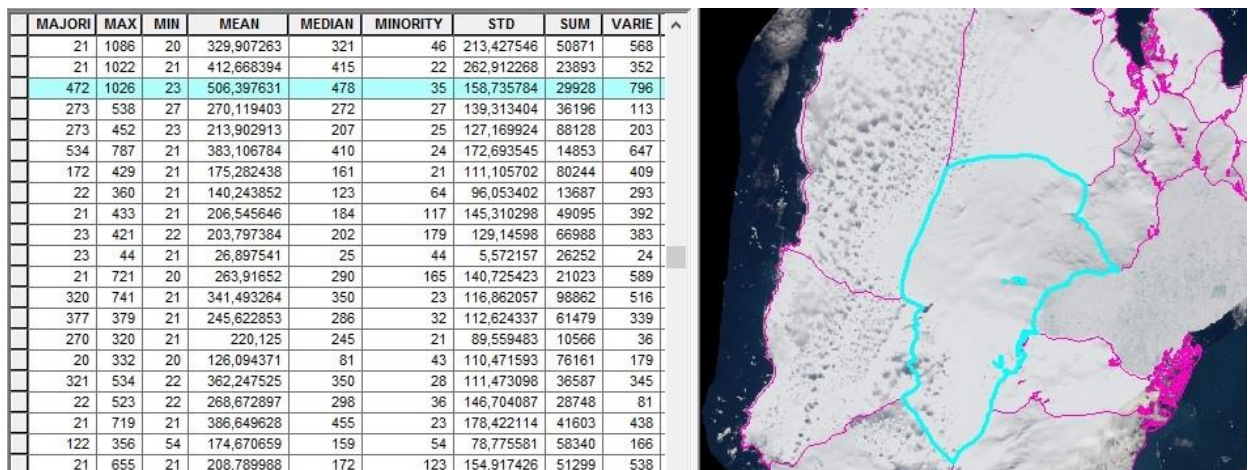 MAJORI MAX MIN MEAN MEDIAN MINORITY STD SUM VARIE
21 1086 20 329,907263 321 46 213,427546 50871 568
21 1022 21 412,668394 415 22 262,912268 23893 352
472 1026 23 506,397631 478 35 158,735784 29928 796
273 538 27 270,119403 272 27 139,313404 36196 113
273 452 23 213,902913 207 25 127,169924 88128 203
534 787 21 383,106784 410 24 172,693545 14853 647
172 429 21 175,282438 161 21 111,105702 80244 409
22 360 21 140,243852 123 64 96,053402 13687 293
21 433 21 206,545646 184 117 145,310298 49095 392
23 421 22 203,797384 202 179 129,14598 66988 383
23 44 21 26,897541 25 44 5,572157 26252 24
21 721 20 263,91652 290 165 140,725423 21023 589
320 741 21 341,493264 350 23 116,862057 98862 516
377 379 21 245,622853 286 32 112,624337 61479 339
270 320 21 220,125 245 21 89,559483 10566 36
20 332 20 126,094371 81 43 110,471593 76161 179
321 534 22 362,247525 350 28 111,473098 36587 345
22 523 22 268,672897 298 36 146,704087 28748 81
21 719 21 386,649628 455 23 178,422114 41603 438
122 356 54 174,670659 159 54 78,775581 58340 166
21 655 21 208,789988 172 123 154,917426 51299 538